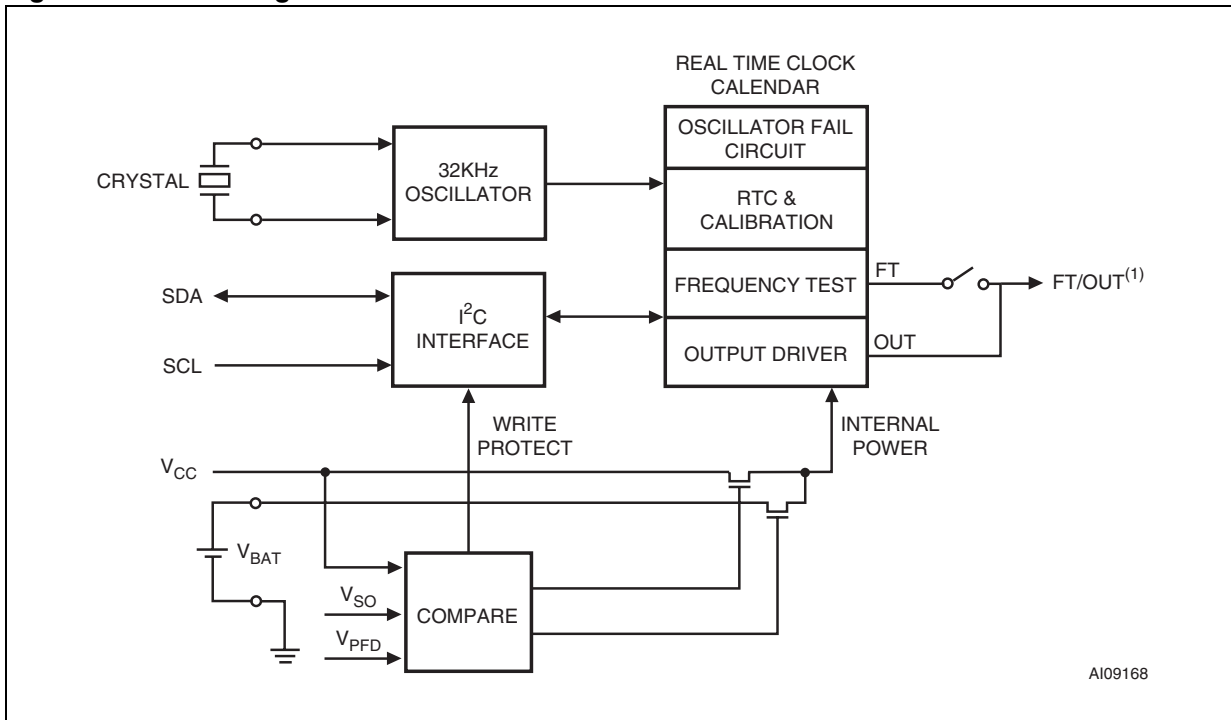 REAL TIME CLOCK
CALENDAR
OSCILLATOR FAIL
CIRCUIT
32KHz
OSCILLATOR
CRYSTAL
RTC &
CALIBRATION
FT
FREQUENCY TEST
FT/OUT(1)
SDA
I2C
INTERFACE
OUT
OUTPUT DRIVER
SCL
WRITE
PROTECT
INTERNAL
POWER
VCC
VBAT
VSO
COMPARE
VPFD
AI09168